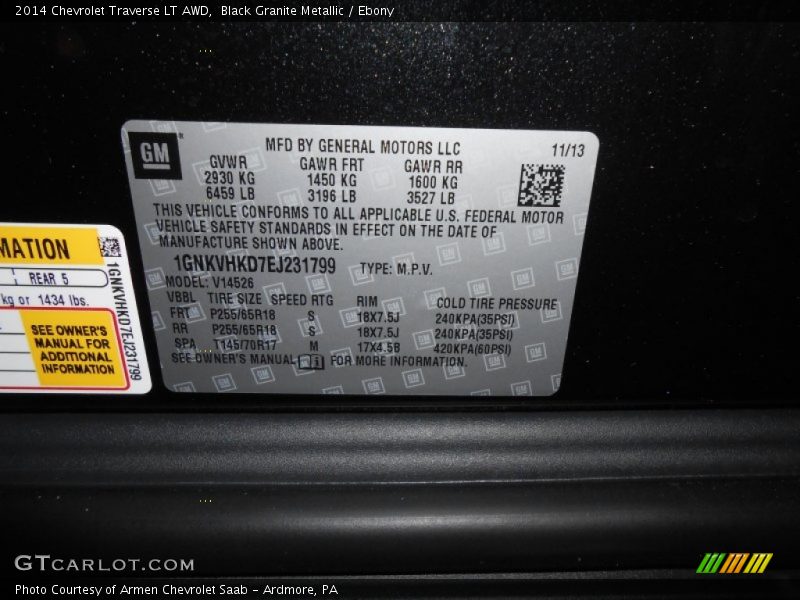 2014 Chevrolet Traverse LT AWD,  Black Granite Metallic / Ebony
GM
MFD BY GENERAL MOTORS LLC
11/13
GVWR GAWR FRT GAWR RR
2930 KG 1450 KG 1600 KG
6459 LB 3196 LB 3527 LB
THIS VEHICLE CONFORMS TO ALL APPLICABLE U.S. FEDERAL MOTOR
VEHICLE SAFETY STANDARDS IN EFFECT ON THE DATE OF
MANUFACTURE SHOWN ABOVE.
1GNKVHKD7EJ231799 TYPE: M.P.V.
MODEL: V14526
VBBL TIRE SIZE SPEED RTG RIM COLD TIRE PRESSURE
FRT P255/65R18 S 18X7.5J 240KPA(35PSI)
RR P255/65R18 S 18X7.5J 240KPA(35PSI)
SPA T145/70R17 M 17X4.5B 420KPA(60PSI)
SEE OWNER'S MANUAL FOR MORE INFORMATION.
MATION
REAR 5
kg or 1434 lbs.
SEE OWNER'S
MANUAL FOR
ADDITIONAL
INFORMATION
1GNKVHKD7EJ231799
GTCARLOT.COM
Photo Courtesy of Armen Chevrolet Saab - Ardmore, PA